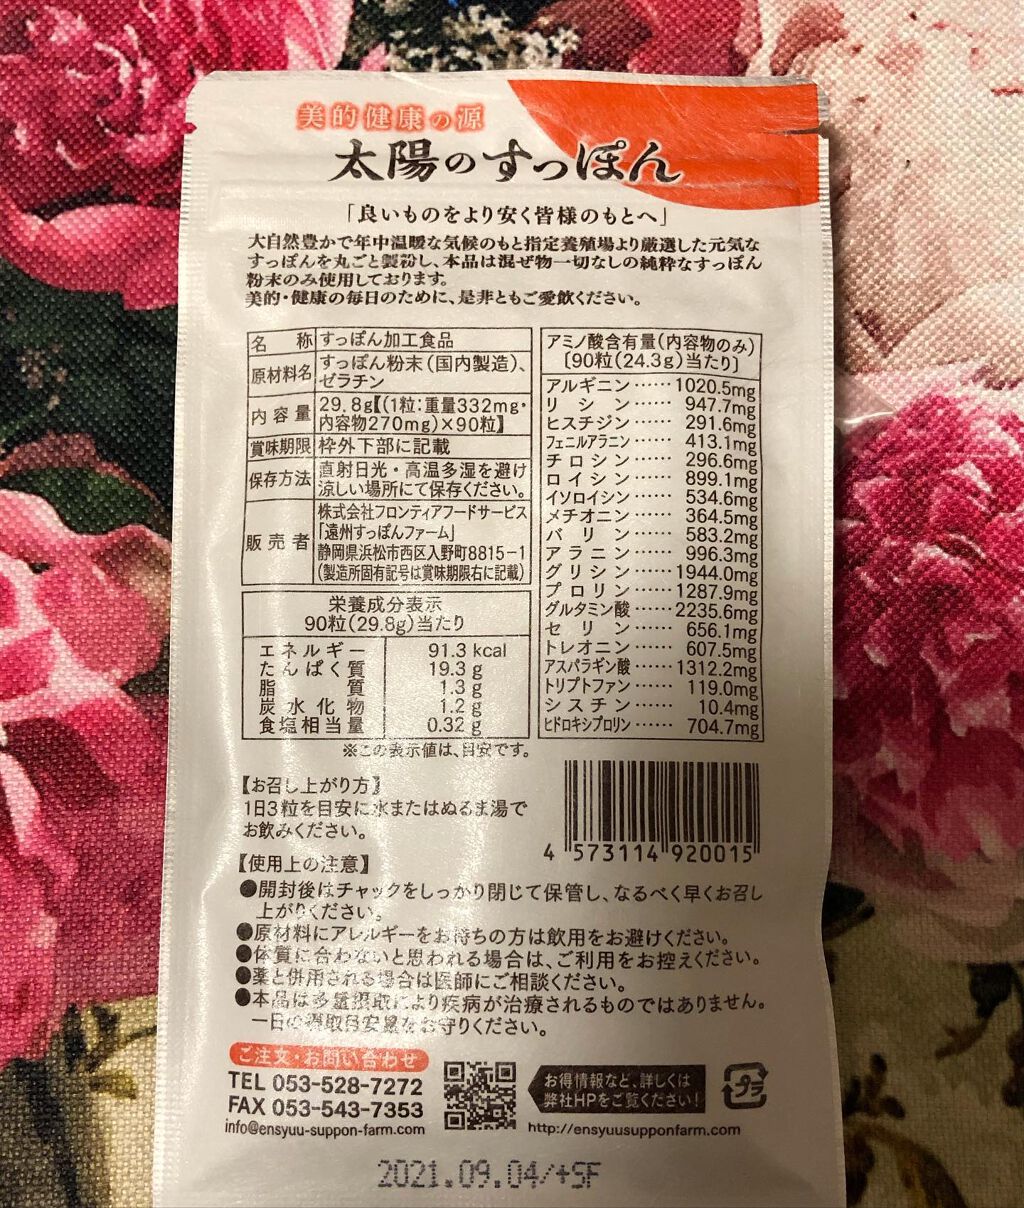 美的健康の源
太陽のすっぽん
「良いものをより安く皆様のもとへ」
大自然豊かで年中温暖な気候のもと指定養殖場より厳選した元気な
すっぽんを丸ごと製粉し、本品は混ぜ物一切なしの純粋なすっぽん
粉末のみ使用しております。
美的・健康の毎日のために、是非ともご愛飲ください。
名称 すっぽん加工食品
原材料名 すっぽん粉末(国内製造)、
ゼラチン
内容量 29.8g【(1粒:重量332mg・
内容物270mg)×90粒】
賞味期限 枠外下部に記載
保存方法 直射日光・高温多湿を避け
涼しい場所にて保存ください。
販売者 株式会社フロンティアフードサービス
「遠州すっぽんファーム」
静岡県浜松市西区入野町8815-1
(製造所固有記号は賞味期限右に記載)
栄養成分表示
90粒(29.8g)当たり
エネルギー 91.3 kcal
たんぱく質 19.3 g
脂質 1.3 g
炭水化物 1.2 g
食塩相当量 0.32 g
※この表示値は、目安です。
アミノ酸含有量(内容物のみ)
〔90粒(24.3g)当たり〕
アルギニン……1020.5mg
リシン……947.7mg
ヒスチジン……291.6mg
フェニルアラニン……413.1mg
チロシン……296.6mg
ロイシン……899.1mg
イソロイシン……534.6mg
メチオニン……364.5mg
バリン……583.2mg
アラニン……996.3mg
グリシン……1944.0mg
プロリン……1287.9mg
グルタミン酸……2235.6mg
セリン……656.1mg
トレオニン……607.5mg
アスパラギン酸……1312.2mg
トリプトファン……119.0mg
シスチン……10.4mg
ヒドロキシプロリン……704.7mg
【お召し上がり方】
1日3粒を目安に水またはぬるま湯で
お飲みください。
4 573114 920015
【使用上の注意】
●開封後はチャックをしっかり閉じて保管し、なるべく早くお召し
上がりください。
●原材料にアレルギーをお持ちの方は飲用をお避けください。
●体質に合わないと思われる場合は、ご利用をお控えください。
●薬と併用される場合は医師にご相談ください。
●本品は多量摂取により疾病が治療されるものではありません。
一日の摂取目安量をお守りください。
ご注文・お問い合わせ
TEL 053-528-7272
FAX 053-543-7353
info@ensyuu-suppon-farm.com
お得情報など、詳しくは
弊社HPをご覧ください!
プラ
http://ensyuusupponfarm.com
2021.09.04/+SF